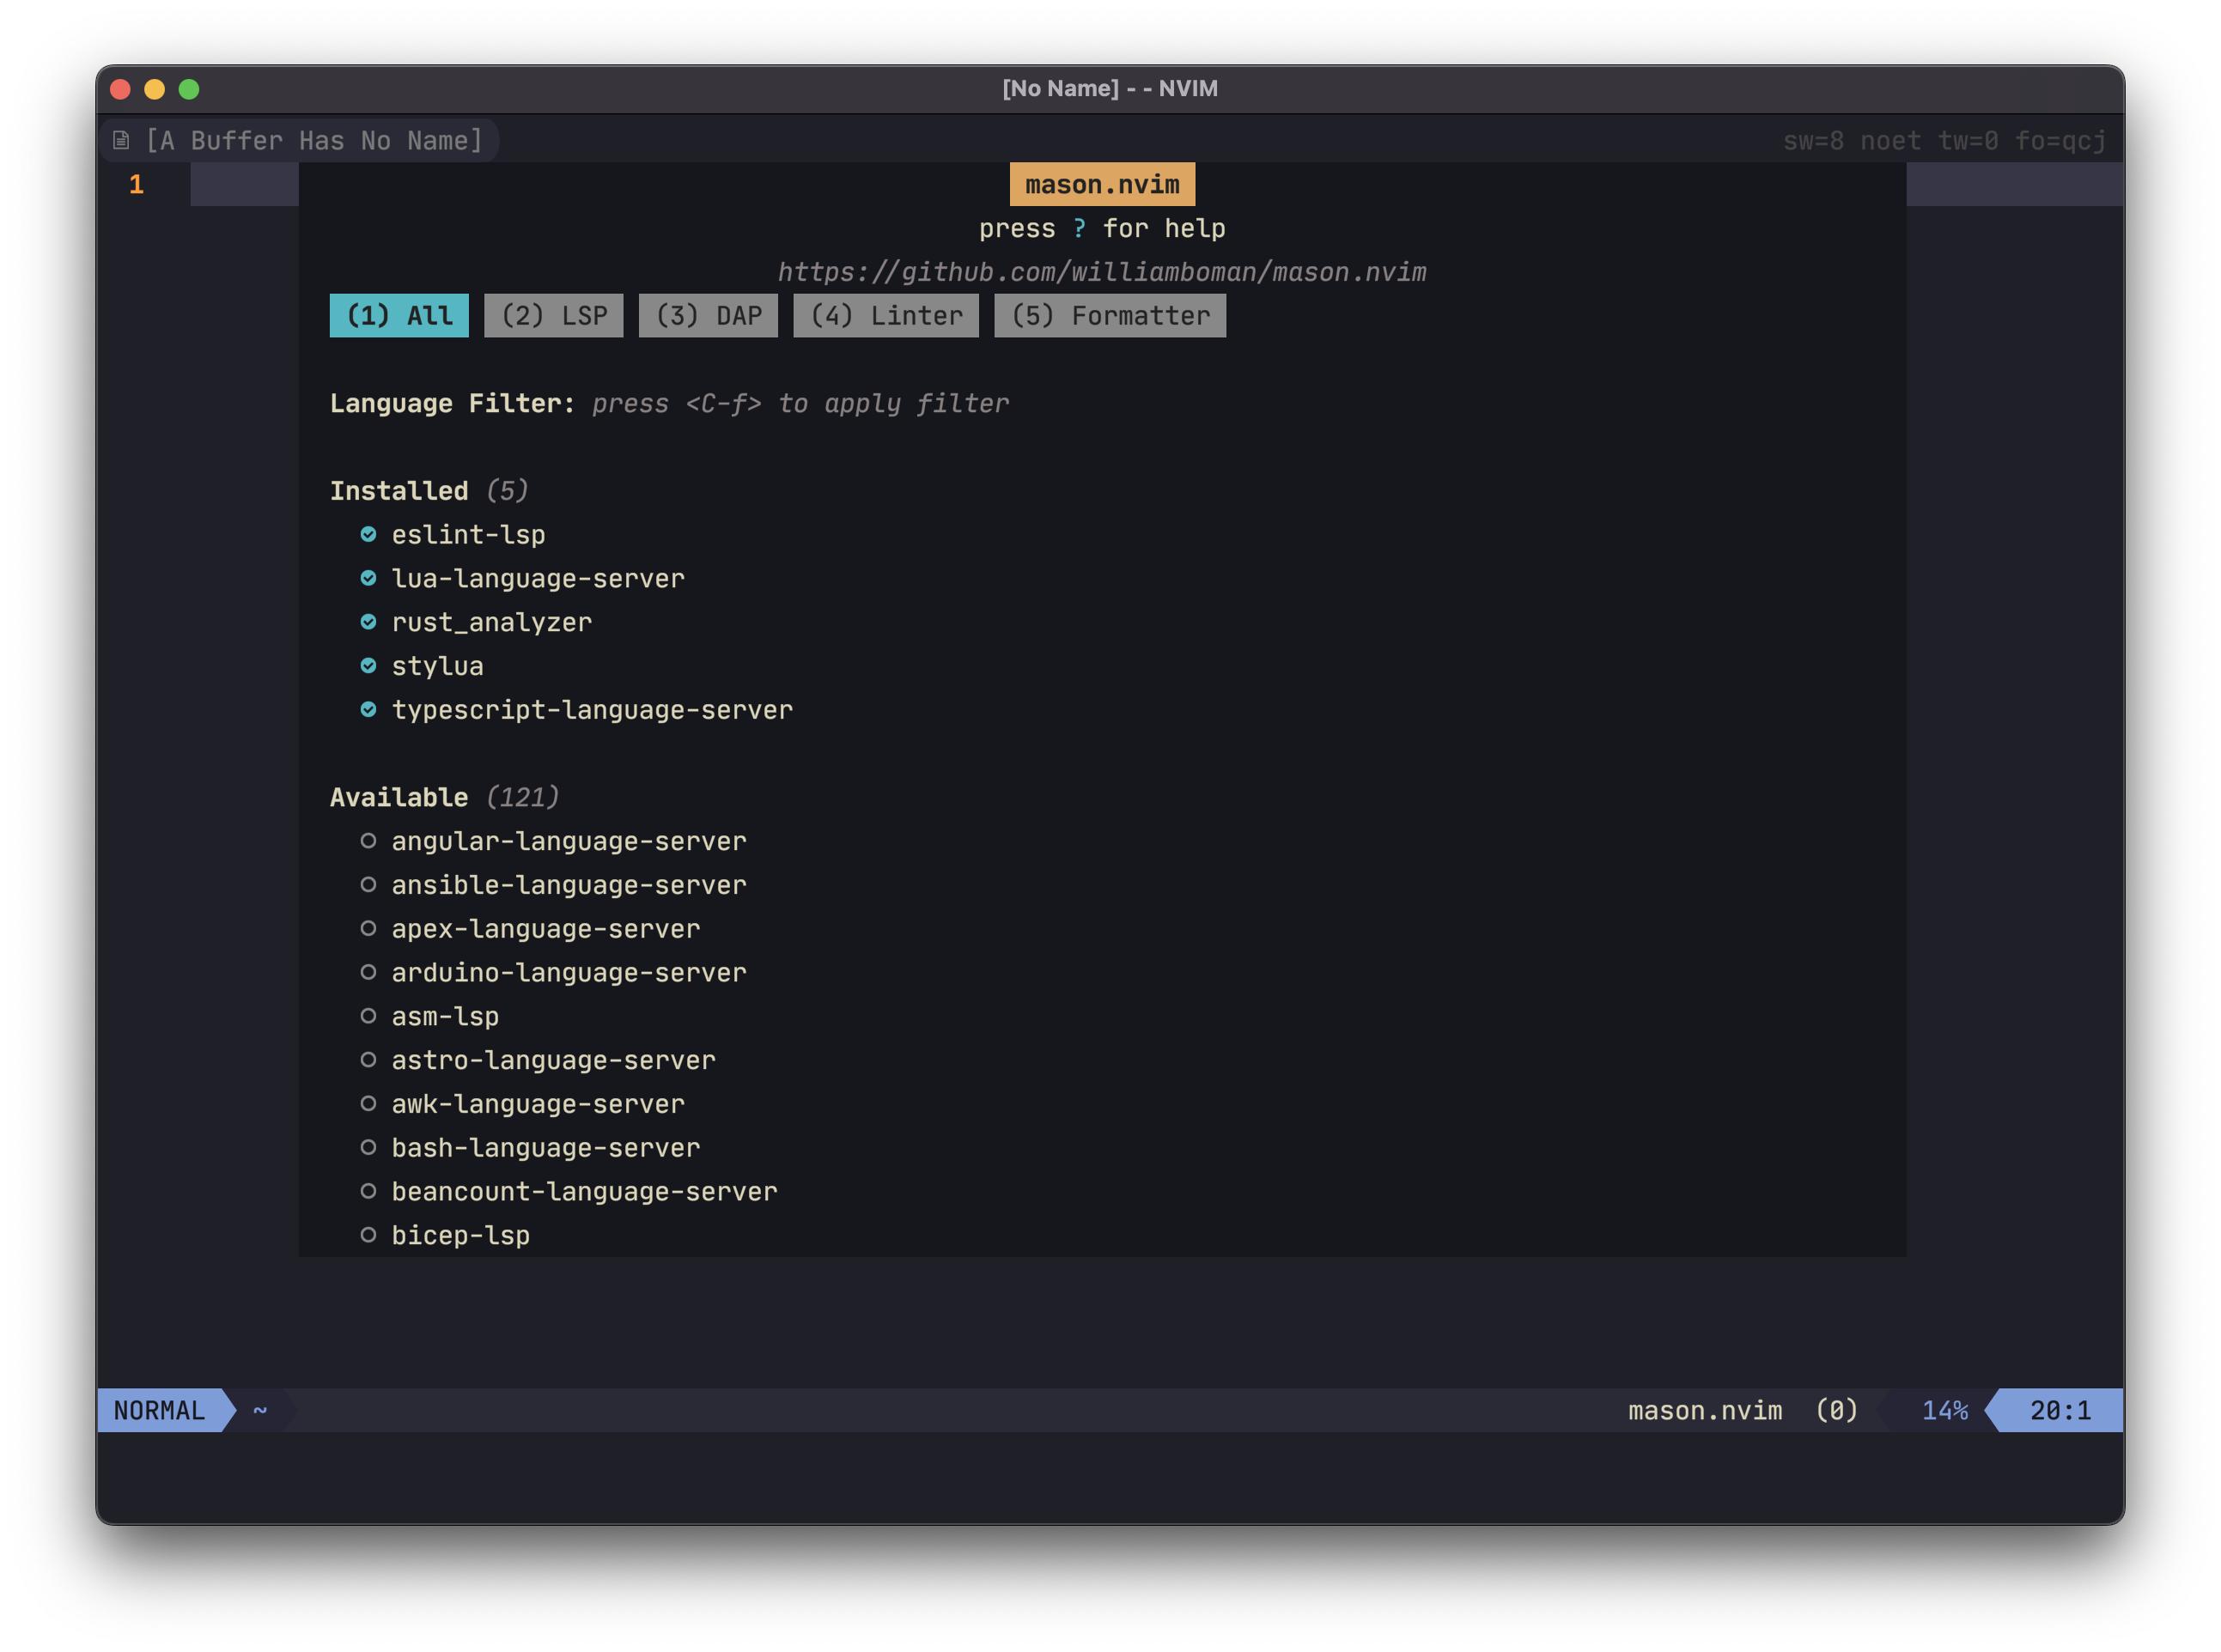 [No Name] - - NVIM
[A Buffer Has No Name] sw=8 noet tw=0 fo=qcj
1 mason.nvim
press ? for help
https://github.com/williamboman/mason.nvim
(1) All (2) LSP (3) DAP (4) Linter (5) Formatter
Language Filter: press <C-f> to apply filter
Installed (5)
eslint-lsp
lua-language-server
rust_analyzer
stylua
typescript-language-server
Available (121)
angular-language-server
ansible-language-server
apex-language-server
arduino-language-server
asm-lsp
astro-language-server
awk-language-server
bash-language-server
beancount-language-server
bicep-lsp
NORMAL ~ mason.nvim (0) 14% 20:1